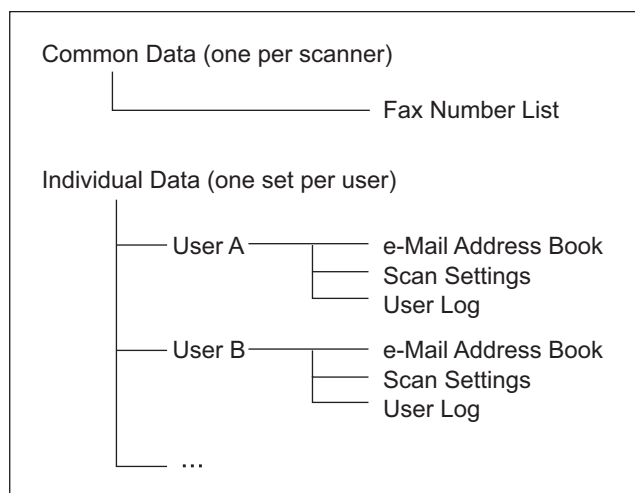 Common Data (one per scanner)
Fax Number List
Individual Data (one set per user)
User A
e-Mail Address Book
Scan Settings
User Log
User B
e-Mail Address Book
Scan Settings
User Log
...